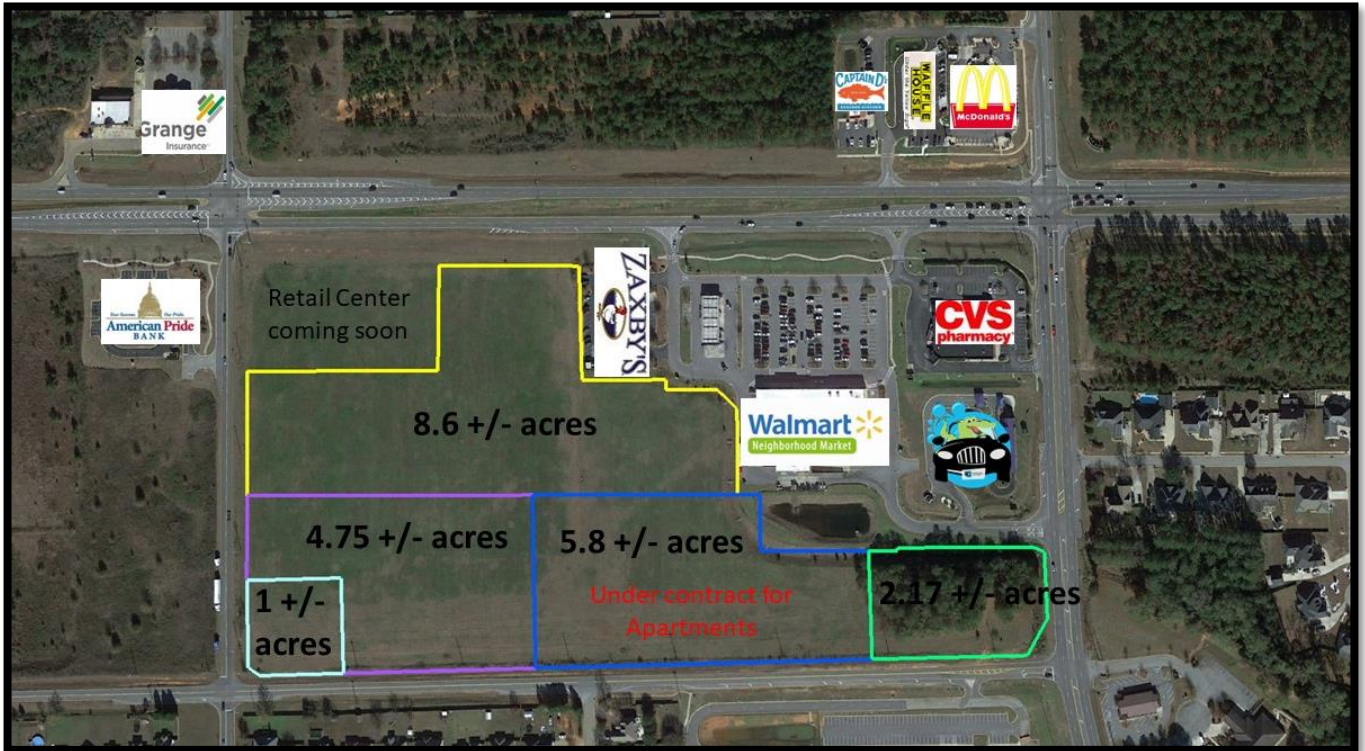 CAPTAIN D's
WAFFLE
HOUSE
McDonald's
Grange
Insurance
Retail Center
coming soon
ZAXBY'S
American Pride
BANK
CVS
pharmacy
8.6 +/- acres
Walmart
Neighborhood Market
4.75 +/- acres
5.8 +/- acres
Under contract for
Apartments
1 +/-
acres
2.17 +/- acres